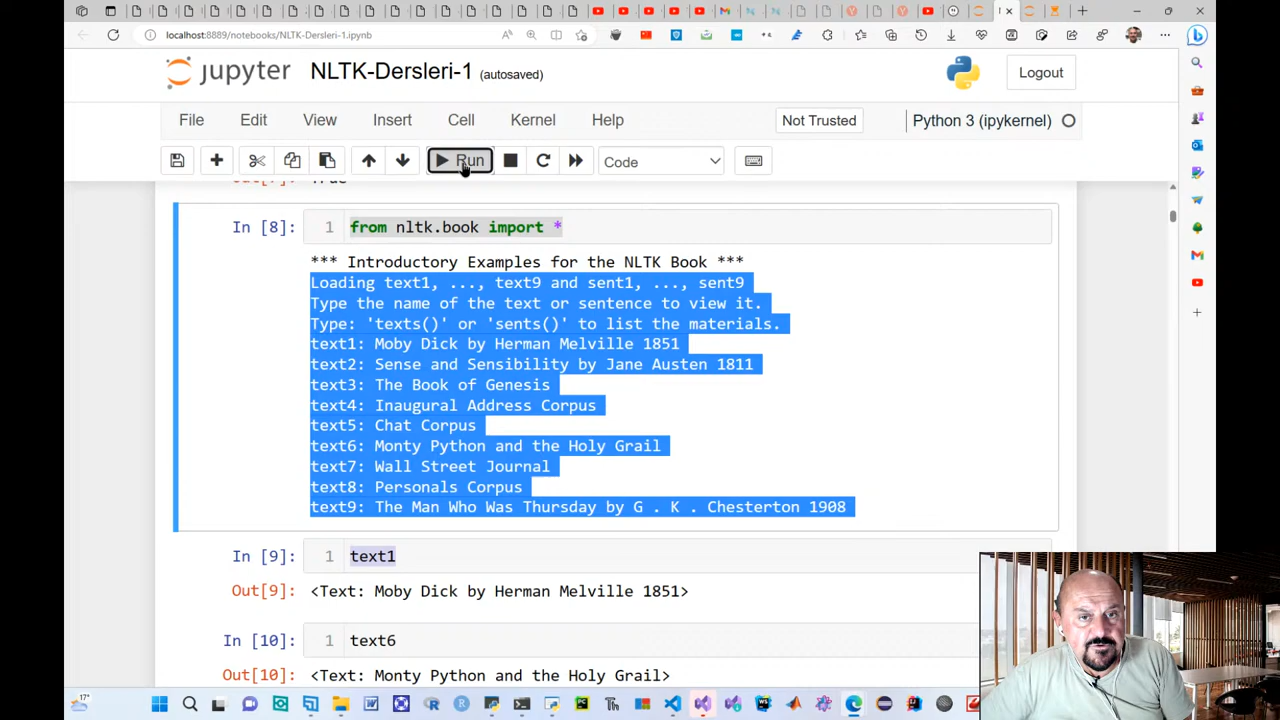 localhost:8889/notebooks/NLTK-Dersleri-1.ipynb
jupyter NLTK-Dersleri-1 (autosaved)
Logout
File Edit View Insert Cell Kernel Help Not Trusted Python 3 (ipykernel)
Run Code
In [8]: 1 from nltk.book import *
*** Introductory Examples for the NLTK Book ***
Loading text1, ..., text9 and sent1, ..., sent9
Type the name of the text or sentence to view it.
Type: 'texts()' or 'sents()' to list the materials.
text1: Moby Dick by Herman Melville 1851
text2: Sense and Sensibility by Jane Austen 1811
text3: The Book of Genesis
text4: Inaugural Address Corpus
text5: Chat Corpus
text6: Monty Python and the Holy Grail
text7: Wall Street Journal
text8: Personals Corpus
text9: The Man Who Was Thursday by G . K . Chesterton 1908
In [9]: 1 text1
Out[9]: <Text: Moby Dick by Herman Melville 1851>
In [10]: 1 text6
Out[10]: <Text: Monty Python and the Holy Grail>
17°